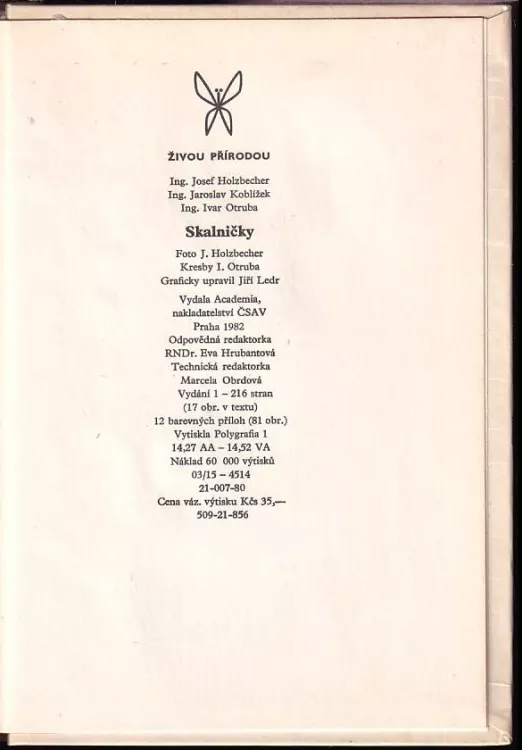 ŽIVOU PŘÍRODOU
Ing. Josef Holzbecher
Ing. Jaroslav Koblížek
Ing. Ivar Otruba
Skalničky
Foto J. Holzbecher
Kresby I. Otruba
Graficky upravil Jiří Ledr
Vydala Academia,
nakladatelství ČSAV
Praha 1982
Odpovědná redaktorka
RNDr. Eva Hrubantová
Technická redaktorka
Marcela Obrdová
Vydání 1 – 216 stran
(17 obr. v textu)
12 barevných příloh (81 obr.)
Vytiskla Polygrafia 1
14,27 AA – 14,52 VA
Náklad 60 000 výtisků
03/15 – 4514
21-007-80
Cena váz. výtisku Kčs 35,—
509-21-856